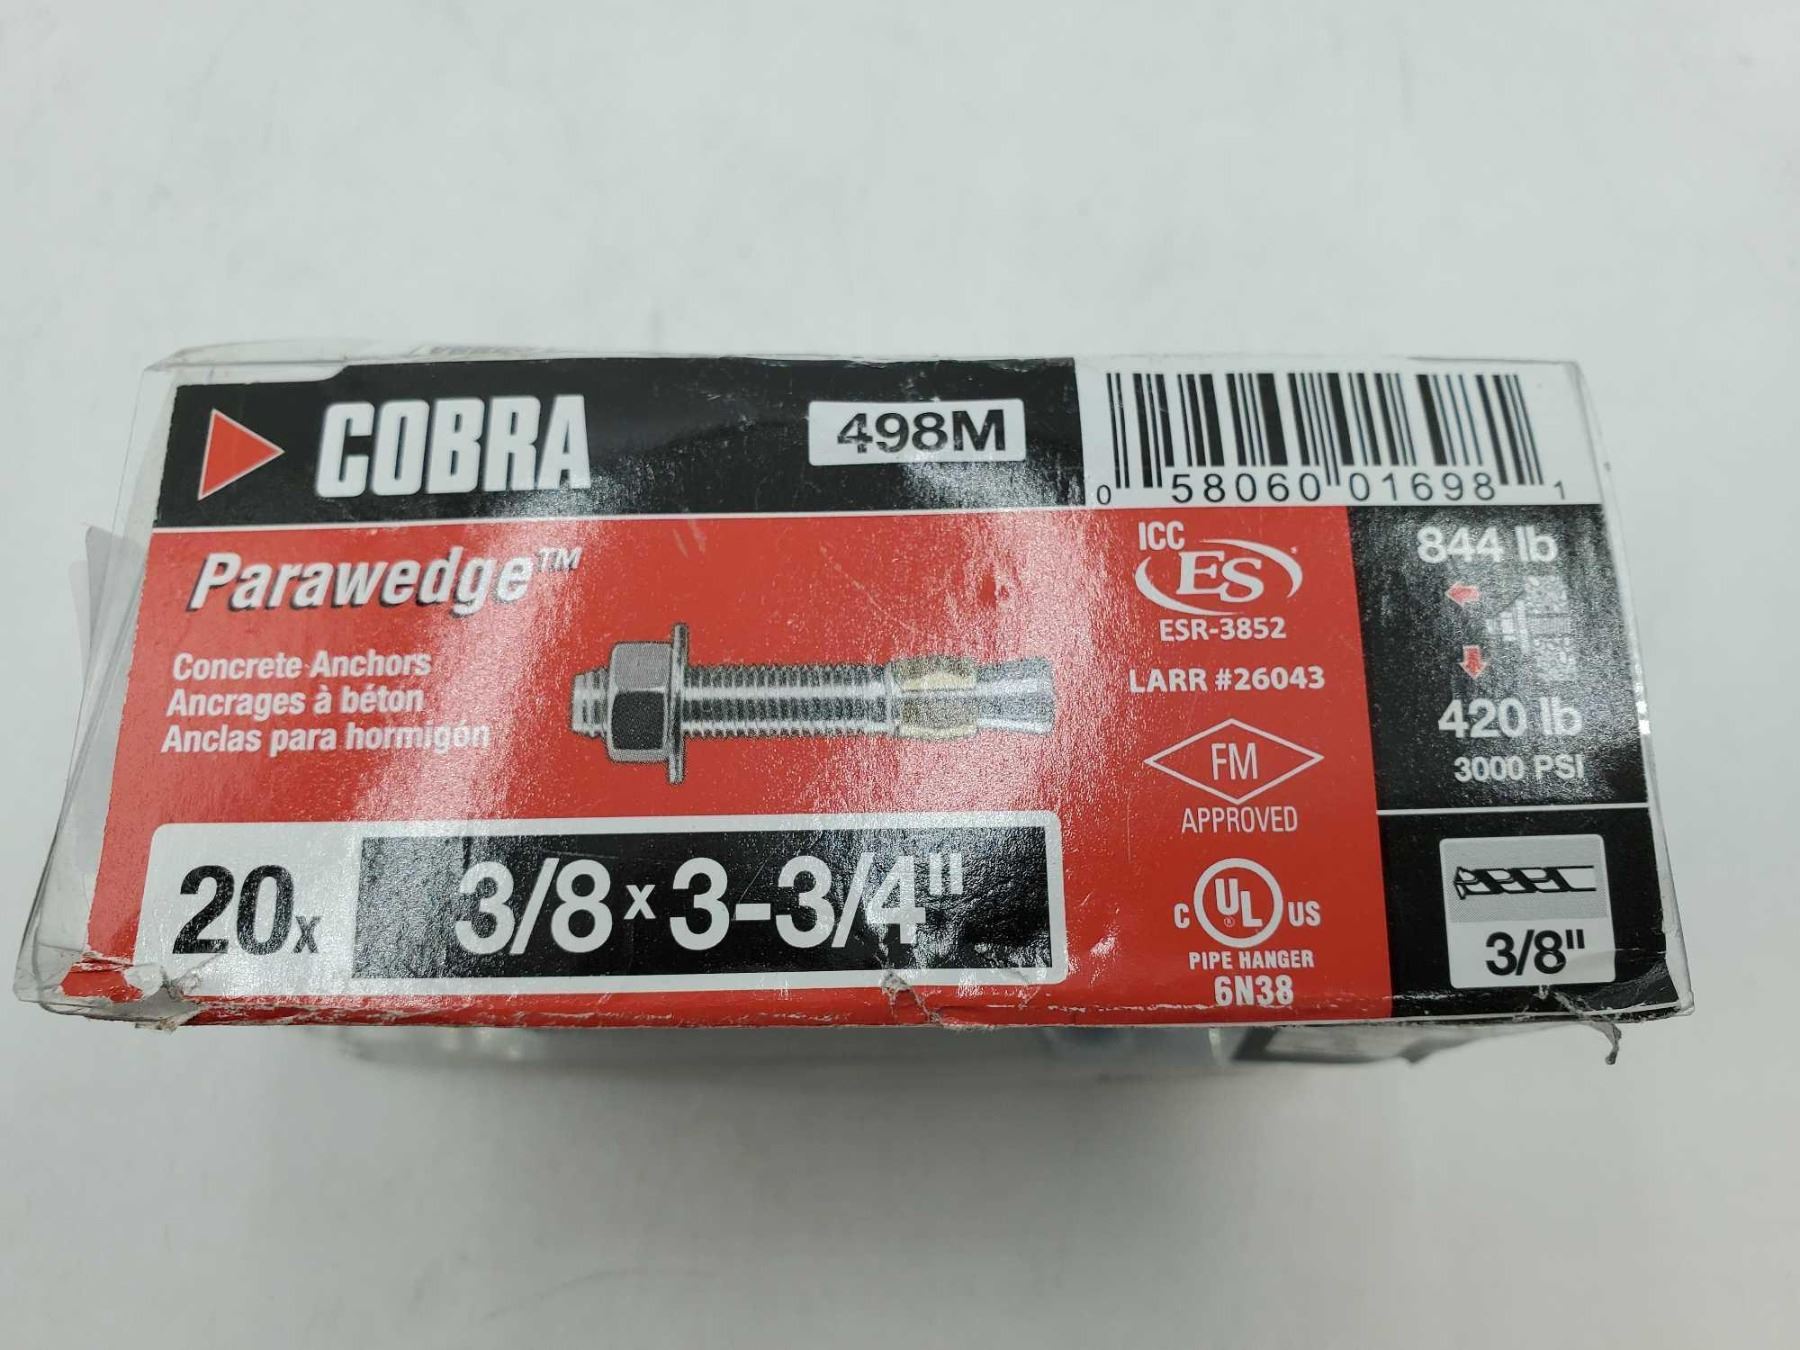 COBRA
498M
0 58060 01698 1
Parawedge™
Concrete Anchors
Ancrages à béton
Anclas para hormigón
20x
3/8 x 3-3/4"
ICC
ES
ESR-3852
LARR #26043
FM
APPROVED
C UL® US
PIPE HANGER
6N38
844 lb
420 lb
3000 PSI
3/8"